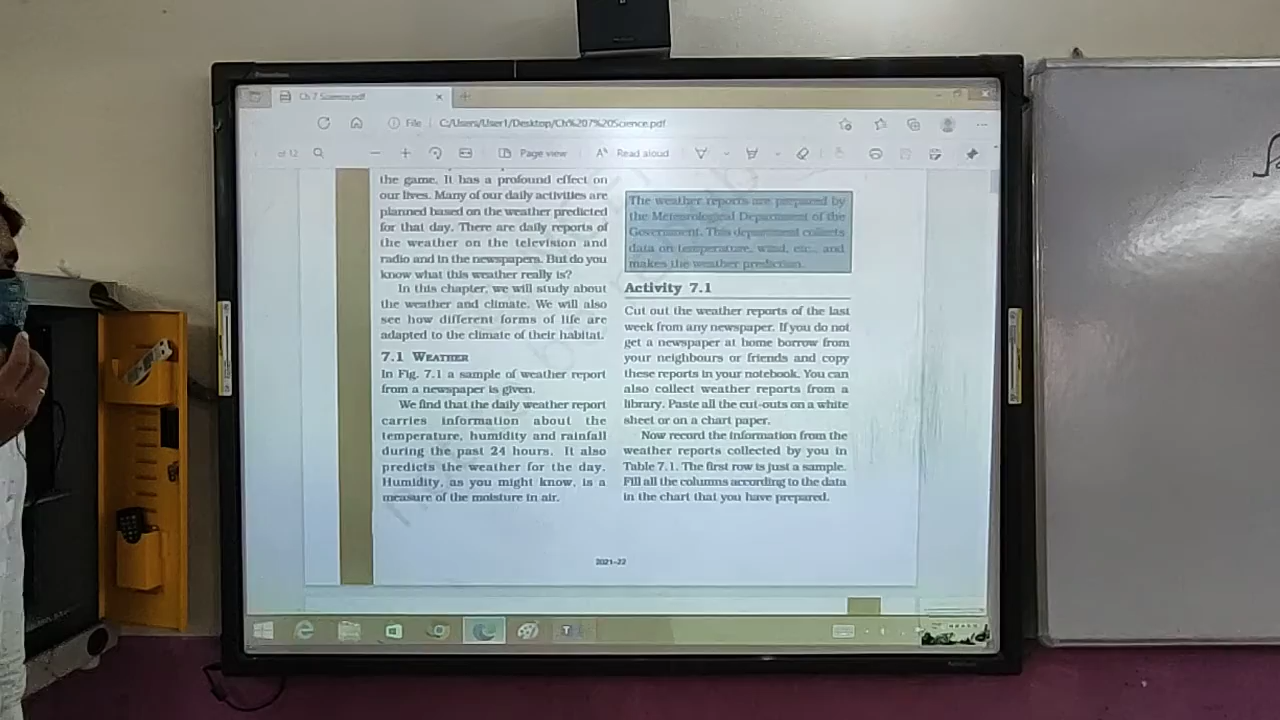 Ch 7 Science.pdf
File
C:/Users/User1/Desktop/Ch%207%20Science.pdf
of 12
Page view
Read aloud
the game. It has a profound effect on
our lives. Many of our daily activities are
planned based on the weather predicted
for that day. There are daily reports of
the weather on the television and
radio and in the newspapers. But do you
know what this weather really is?
In this chapter, we will study about
the weather and climate. We will also
see how different forms of life are
adapted to the climate of their habitat.
7.1 WEATHER
In Fig. 7.1 a sample of weather report
from a newspaper is given.
We find that the daily weather report
carries information about the
temperature, humidity and rainfall
during the past 24 hours. It also
predicts the weather for the day.
Humidity, as you might know, is a
measure of the moisture in air.
The weather reports are prepared by
the Meteorological Department of the
Government. This department collects
data on temperature, wind, etc., and
makes the weather prediction.
Activity 7.1
Cut out the weather reports of the last
week from any newspaper. If you do not
get a newspaper at home borrow from
your neighbours or friends and copy
these reports in your notebook. You can
also collect weather reports from a
library. Paste all the cut-outs on a white
sheet or on a chart paper.
Now record the information from the
weather reports collected by you in
Table 7.1. The first row is just a sample.
Fill all the columns according to the data
in the chart that you have prepared.
2021–22